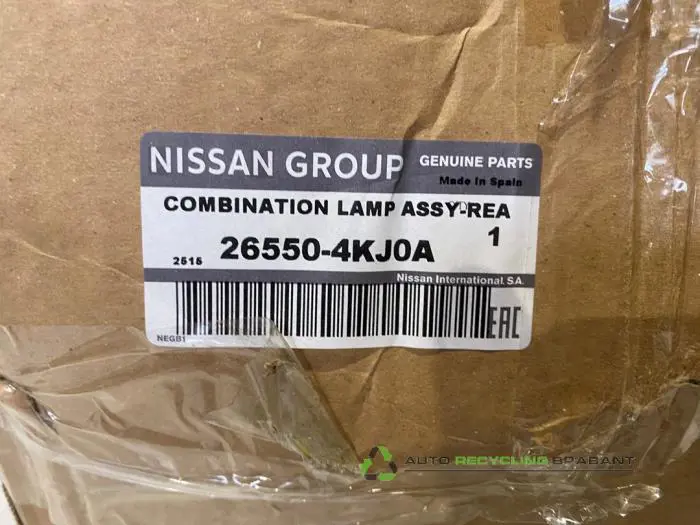 NISSAN GROUP GENUINE PARTS
Made In Spain
COMBINATION LAMP ASSY-REA
1
2515 26550-4KJ0A
Nissan International. S.A.
NEGB1
EAC
AUTO RECYCLING BRABANT